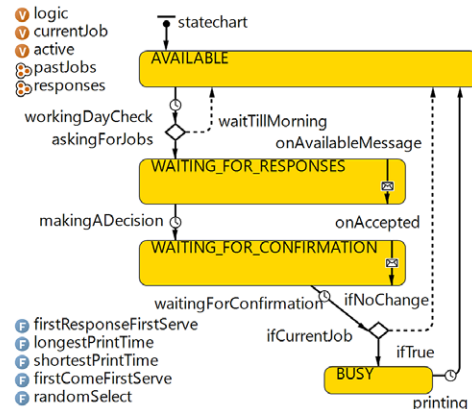 logic
currentJob
active
pastJobs
responses
statechart
AVAILABLE
workingDayCheck
askingForJobs
waitTillMorning
onAvailableMessage
WAITING_FOR_RESPONSES
makingADecision
onAccepted
WAITING_FOR_CONFIRMATION
waitingForConfirmation
ifNoChange
ifCurrentJob
ifTrue
BUSY
printing
firstResponseFirstServe
longestPrintTime
shortestPrintTime
firstComeFirstServe
randomSelect